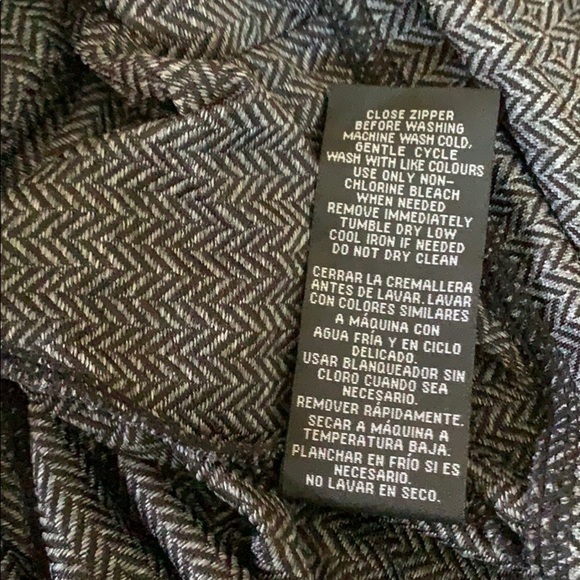 CLOSE ZIPPER
BEFORE WASHING
MACHINE WASH COLD,
GENTLE CYCLE
WASH WITH LIKE COLOURS
USE ONLY NON-
CHLORINE BLEACH
WHEN NEEDED
REMOVE IMMEDIATELY
TUMBLE DRY LOW
COOL IRON IF NEEDED
DO NOT DRY CLEAN
CERRAR LA CREMALLERA
ANTES DE LAVAR. LAVAR
CON COLORES SIMILARES
A MÁQUINA CON
AGUA FRÍA Y EN CICLO
DELICADO.
USAR BLANQUEADOR SIN
CLORO CUANDO SEA
NECESARIO.
REMOVER RÁPIDAMENTE.
SECAR A MÁQUINA A
TEMPERATURA BAJA.
PLANCHAR EN FRÍO SI ES
NECESARIO.
NO LAVAR EN SECO.